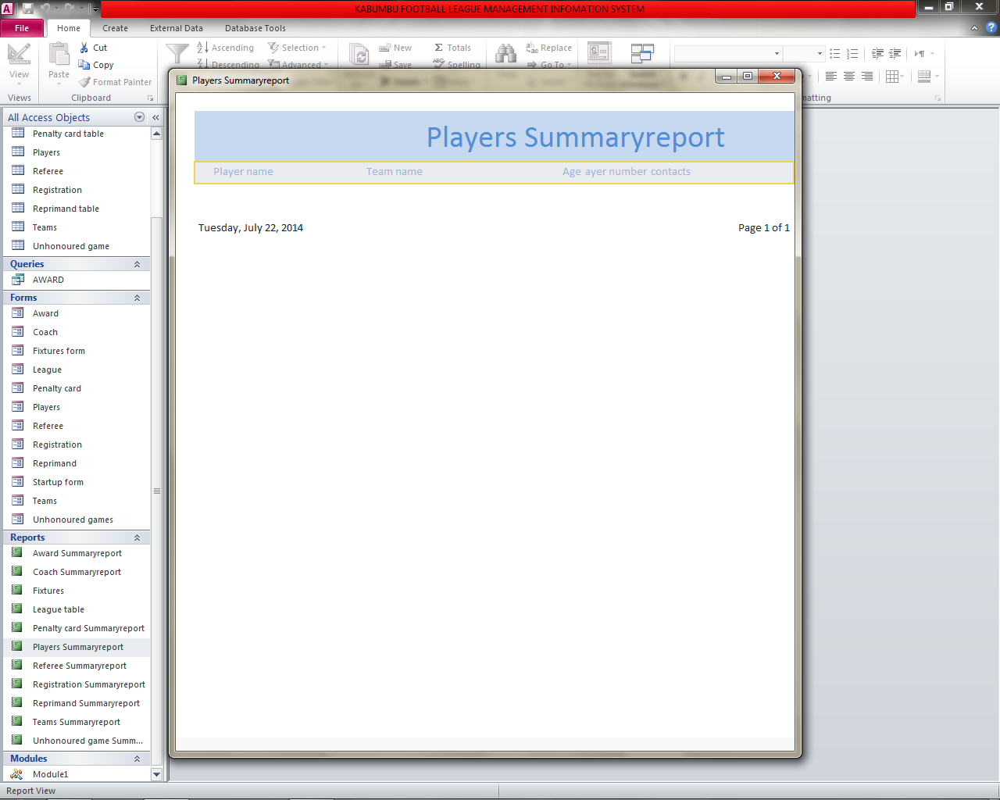 KABUMBU FOOTBALL LEAGUE MANAGEMENT INFOMATION SYSTEM
File Home Create External Data Database Tools
View
Views
Paste
Cut
Copy
Format Painter
Clipboard
Ascending
Descending
Selection
Advanced
New
Save
Totals
Spelling
Replace
Go To
matting
All Access Objects
Penalty card table
Players
Referee
Registration
Reprimand table
Teams
Unhonoured game
Queries
AWARD
Forms
Award
Coach
Fixtures form
League
Penalty card
Players
Referee
Registration
Reprimand
Startup form
Teams
Unhonoured games
Reports
Award Summaryreport
Coach Summaryreport
Fixtures
League table
Penalty card Summaryreport
Players Summaryreport
Referee Summaryreport
Registration Summaryreport
Reprimand Summaryreport
Teams Summaryreport
Unhonoured game Summ...
Modules
Module1
Players Summaryreport
Players Summaryreport
Player name Team name Age ayer number contacts
Tuesday, July 22, 2014 Page 1 of 1
Report View